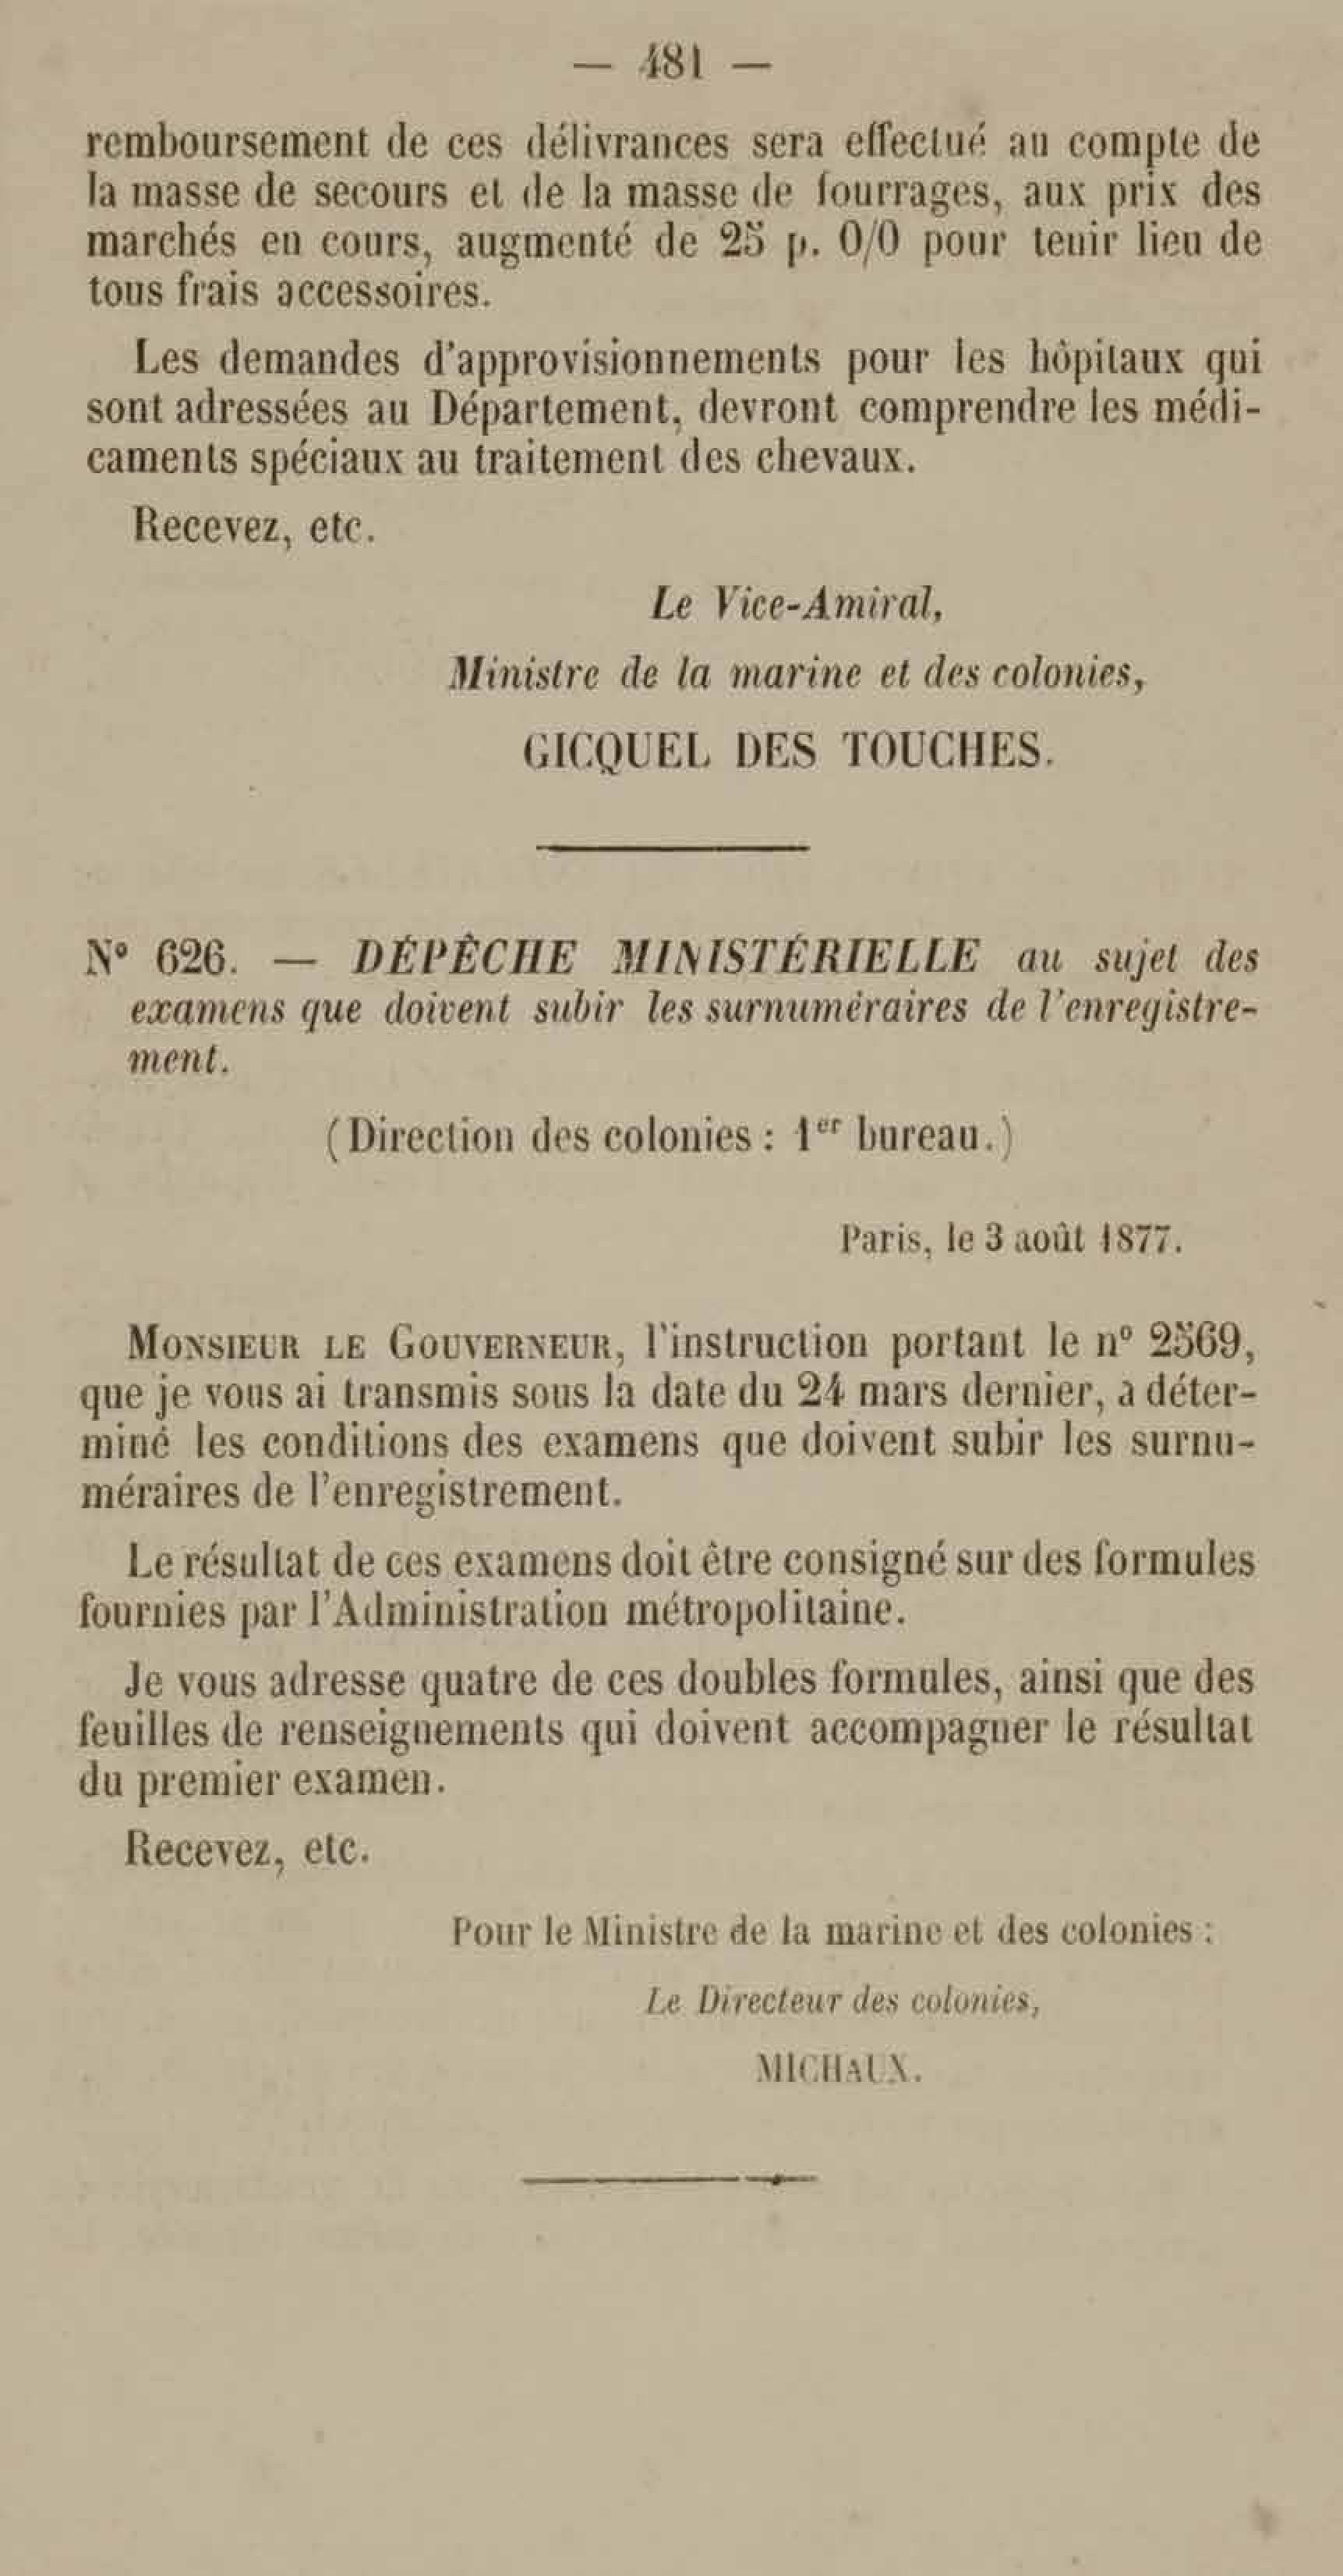 — 481 —
remboursement de ces délivrances sera effectué au compte de
la masse de secours et de la masse de fourrages, aux prix des
marchés en cours, augmenté de 25 p. 0/0 pour tenir lieu de
tous frais accessoires.
Les demandes d'approvisionnements pour les hôpitaux qui
sont adressées au Département, devront comprendre les médi-
caments spéciaux au traitement des chevaux.
Recevez, etc.
Le Vice-Amiral,
Ministre de la marine et des colonies,
GICQUEL DES TOUCHES.
N° 626. — DÉPÊCHE MINISTÉRIELLE au sujet des
examens que doivent subir les surnuméraires de l'enregistre-
ment.
(Direction des colonies : 1er bureau.)
Paris, le 3 août 1877.
MONSIEUR LE GOUVERNEUR, l'instruction portant le n° 2569,
que je vous ai transmis sous la date du 24 mars dernier, a déter-
miné les conditions des examens que doivent subir les surnu-
méraires de l'enregistrement.
Le résultat de ces examens doit être consigné sur des formules
fournies par l'Administration métropolitaine.
Je vous adresse quatre de ces doubles formules, ainsi que des
feuilles de renseignements qui doivent accompagner le résultat
du premier examen.
Recevez, etc.
Pour le Ministre de la marine et des colonies :
Le Directeur des colonies,
MICHAUX.